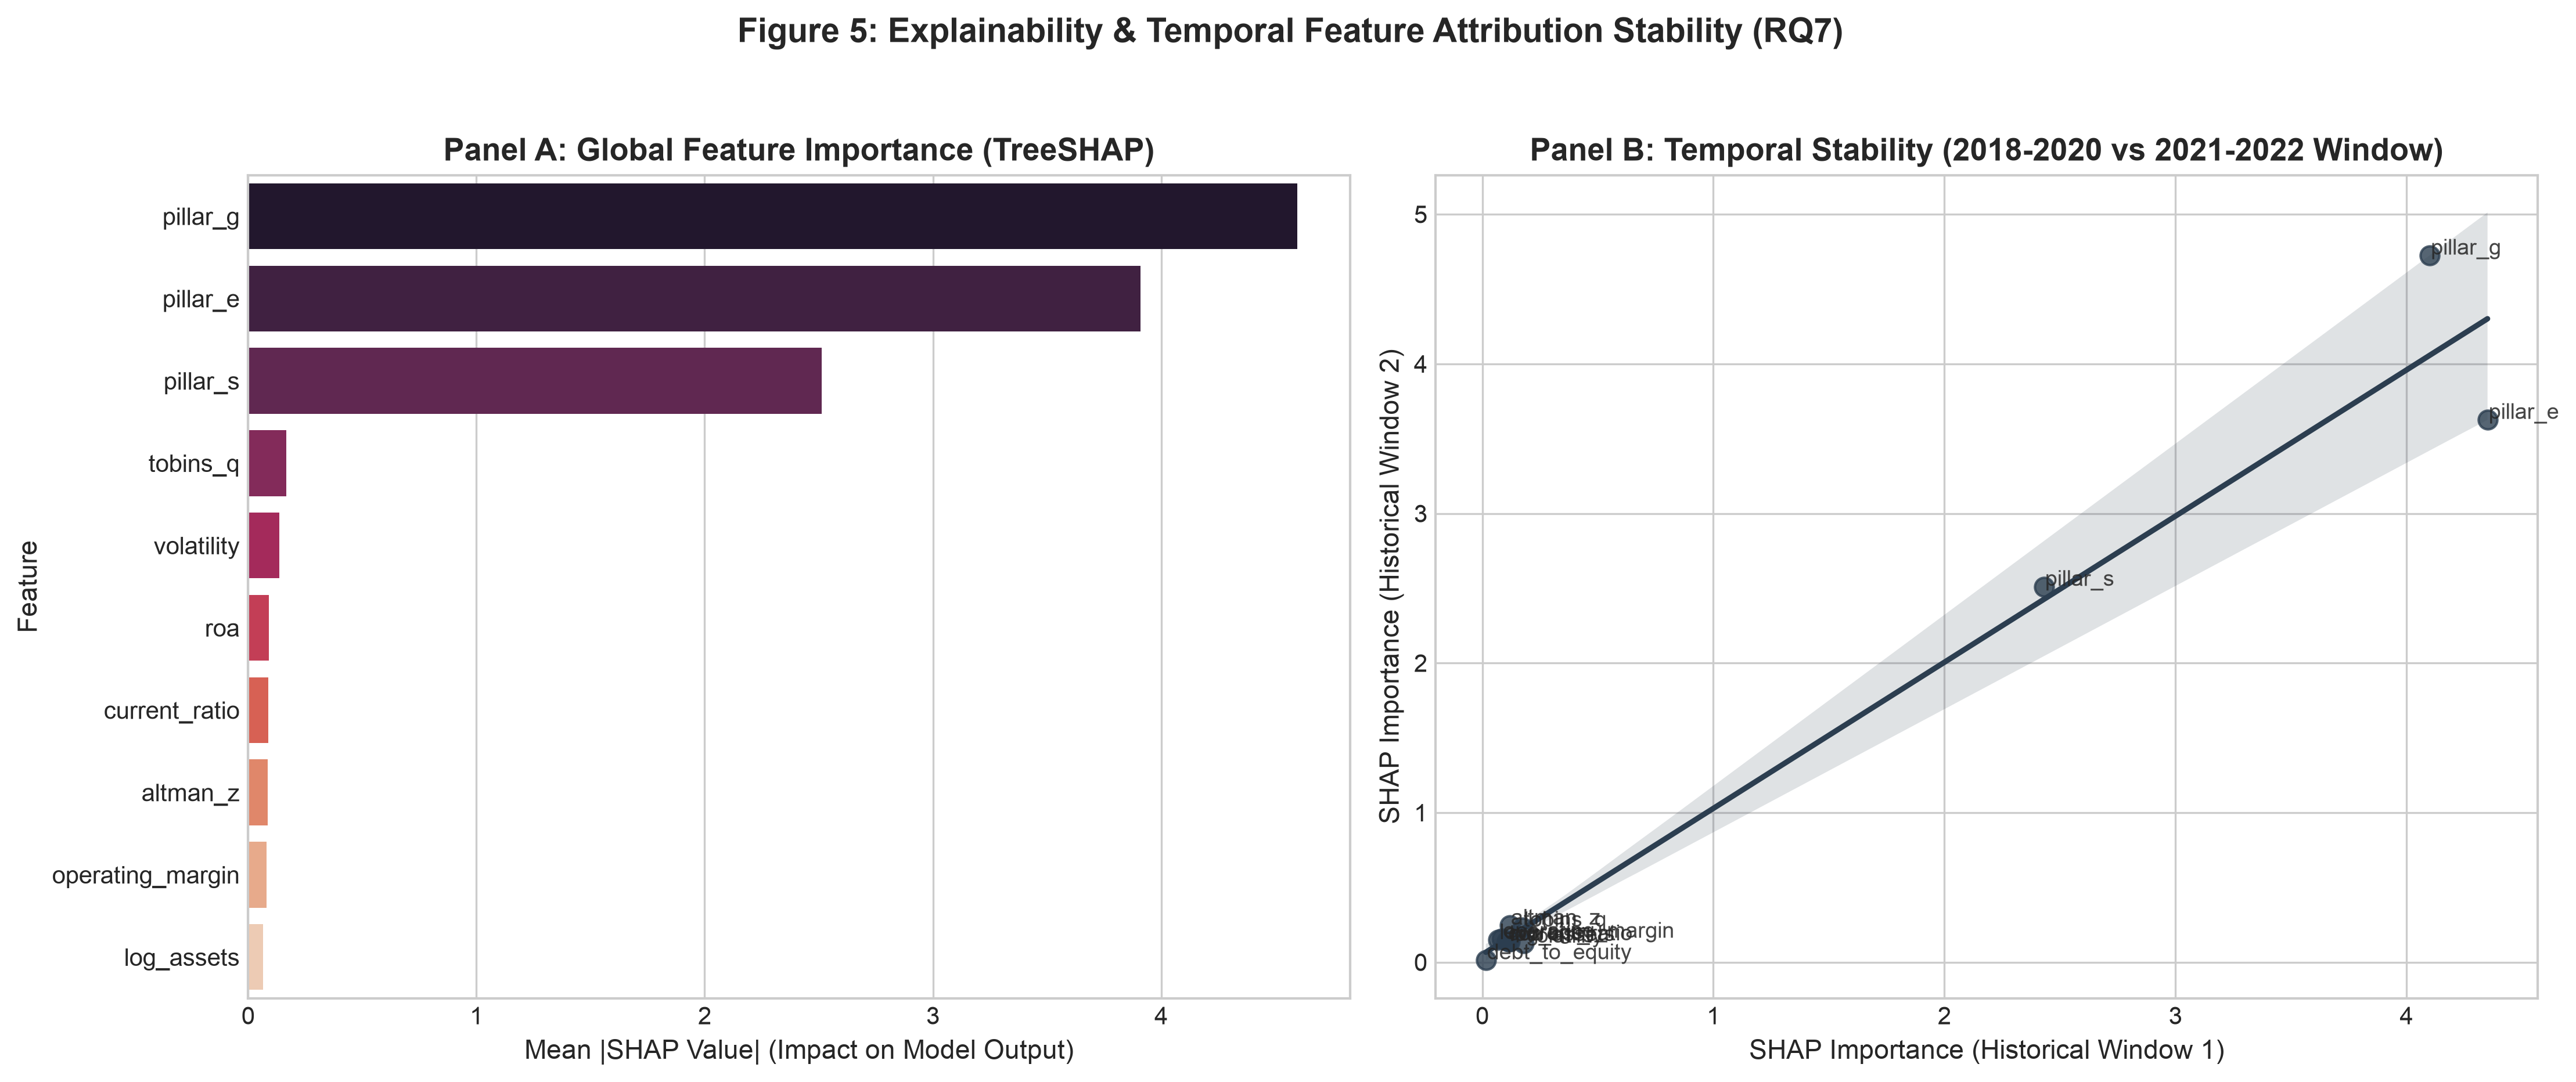 Figure 5: Explainability & Temporal Feature Attribution Stability (RQ7)
Panel A: Global Feature Importance (TreeSHAP)
Feature
pillar_g
pillar_e
pillar_s
tobins_q
volatility
roa
current_ratio
altman_z
operating_margin
log_assets
0 1 2 3 4
Mean |SHAP Value| (Impact on Model Output)
Panel B: Temporal Stability (2018-2020 vs 2021-2022 Window)
SHAP Importance (Historical Window 2)
5
4
3
2
1
0
pillar_g
pillar_e
pillar_s
altman_z
debt_to_equity
0 1 2 3 4
SHAP Importance (Historical Window 1)